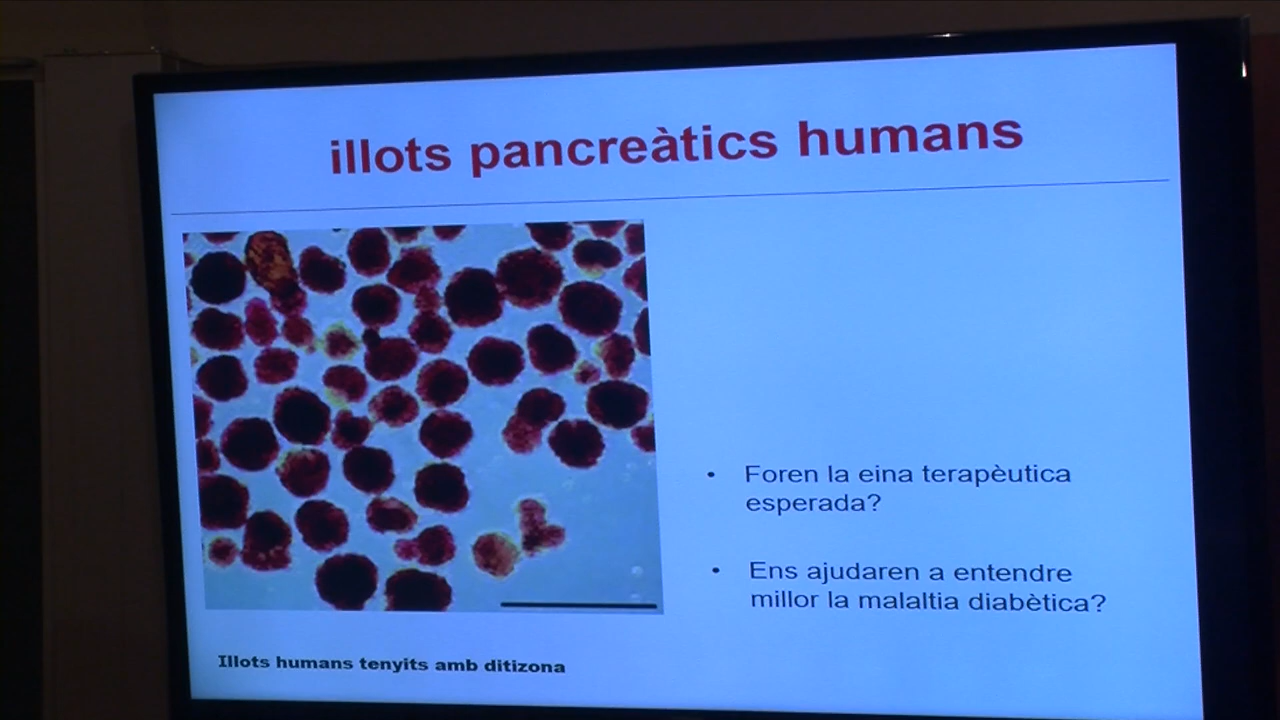 illots pancreàtics humans
• Foren la eina terapèutica
esperada?
• Ens ajudaren a entendre
millor la malaltia diabètica?
Illots humans tenyits amb ditizona